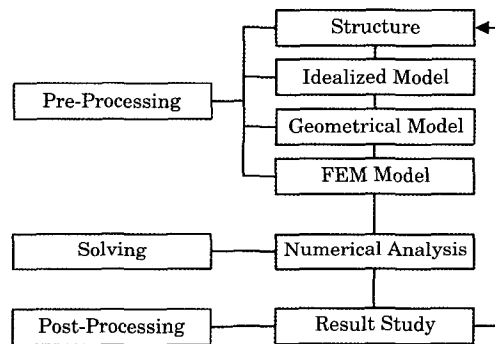 Structure
Idealized Model
Pre-Processing
Geometrical Model
FEM Model
Solving
Numerical Analysis
Post-Processing
Result Study